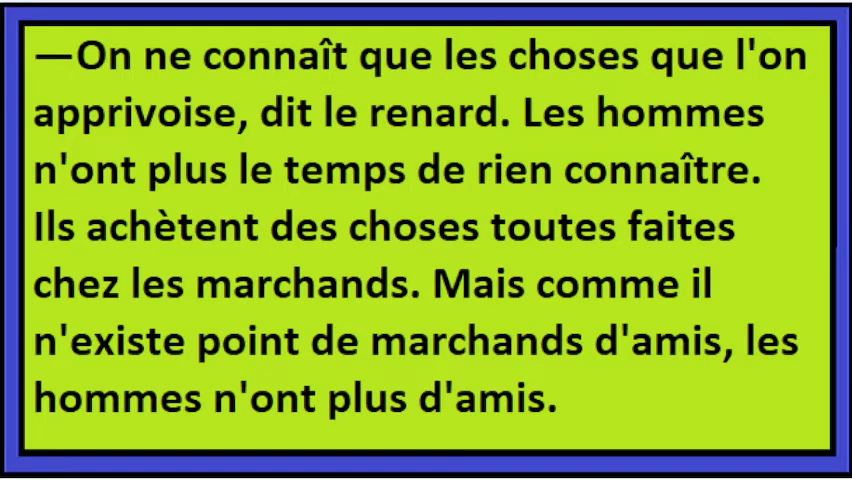 —On ne connaît que les choses que l'on
apprivoise, dit le renard. Les hommes
n'ont plus le temps de rien connaître.
Ils achètent des choses toutes faites
chez les marchands. Mais comme il
n'existe point de marchands d'amis, les
hommes n'ont plus d'amis.